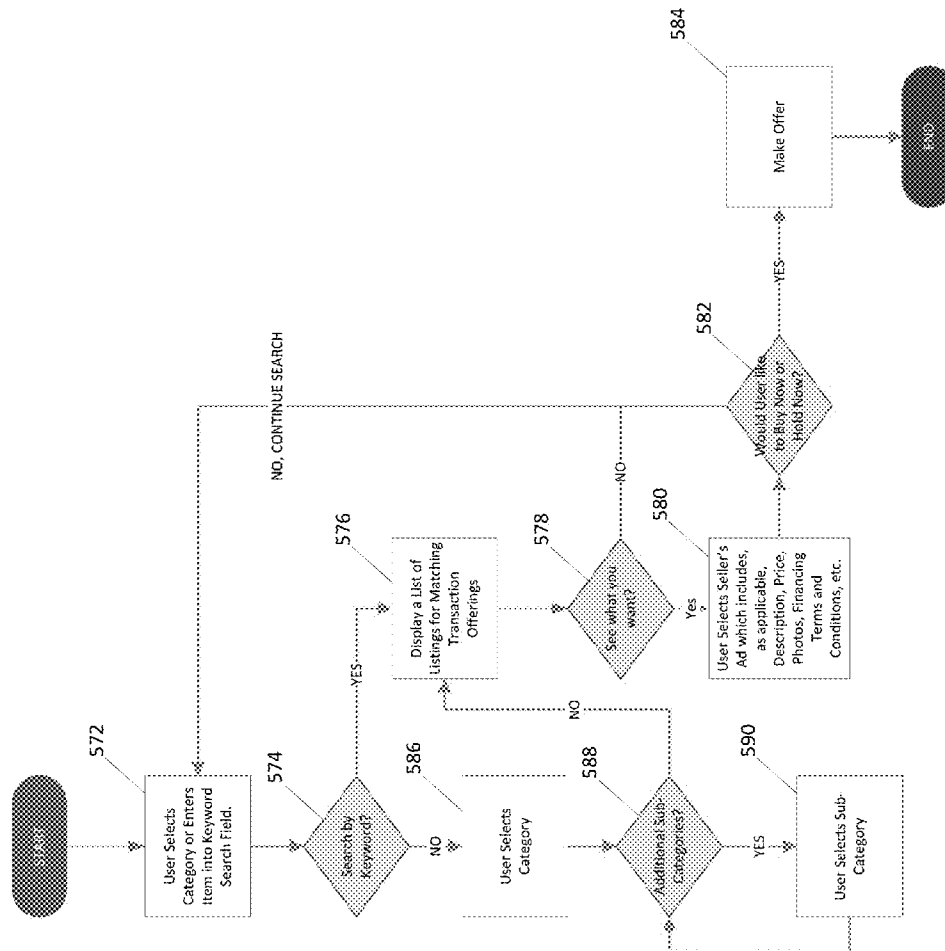 572
User Selects
Category or Enters
Item into Keyword
Search Field.
574
Search by
Keyword?
YES
NO
576
Display a List of
Listings for Matching
Transaction
Offerings
586
User Selects
Category
588
Additional Sub-
Categories?
NO
YES
590
User Selects Sub-
Category
578
See what you
want?
NO
Yes
580
User Selects Seller's
Ad which includes,
as applicable,
Description, Price,
Photos, Financing
Terms and
Conditions, etc.
582
Would User like
to Buy Now or
Hold Now?
NO, CONTINUE SEARCH
YES
584
Make Offer
END